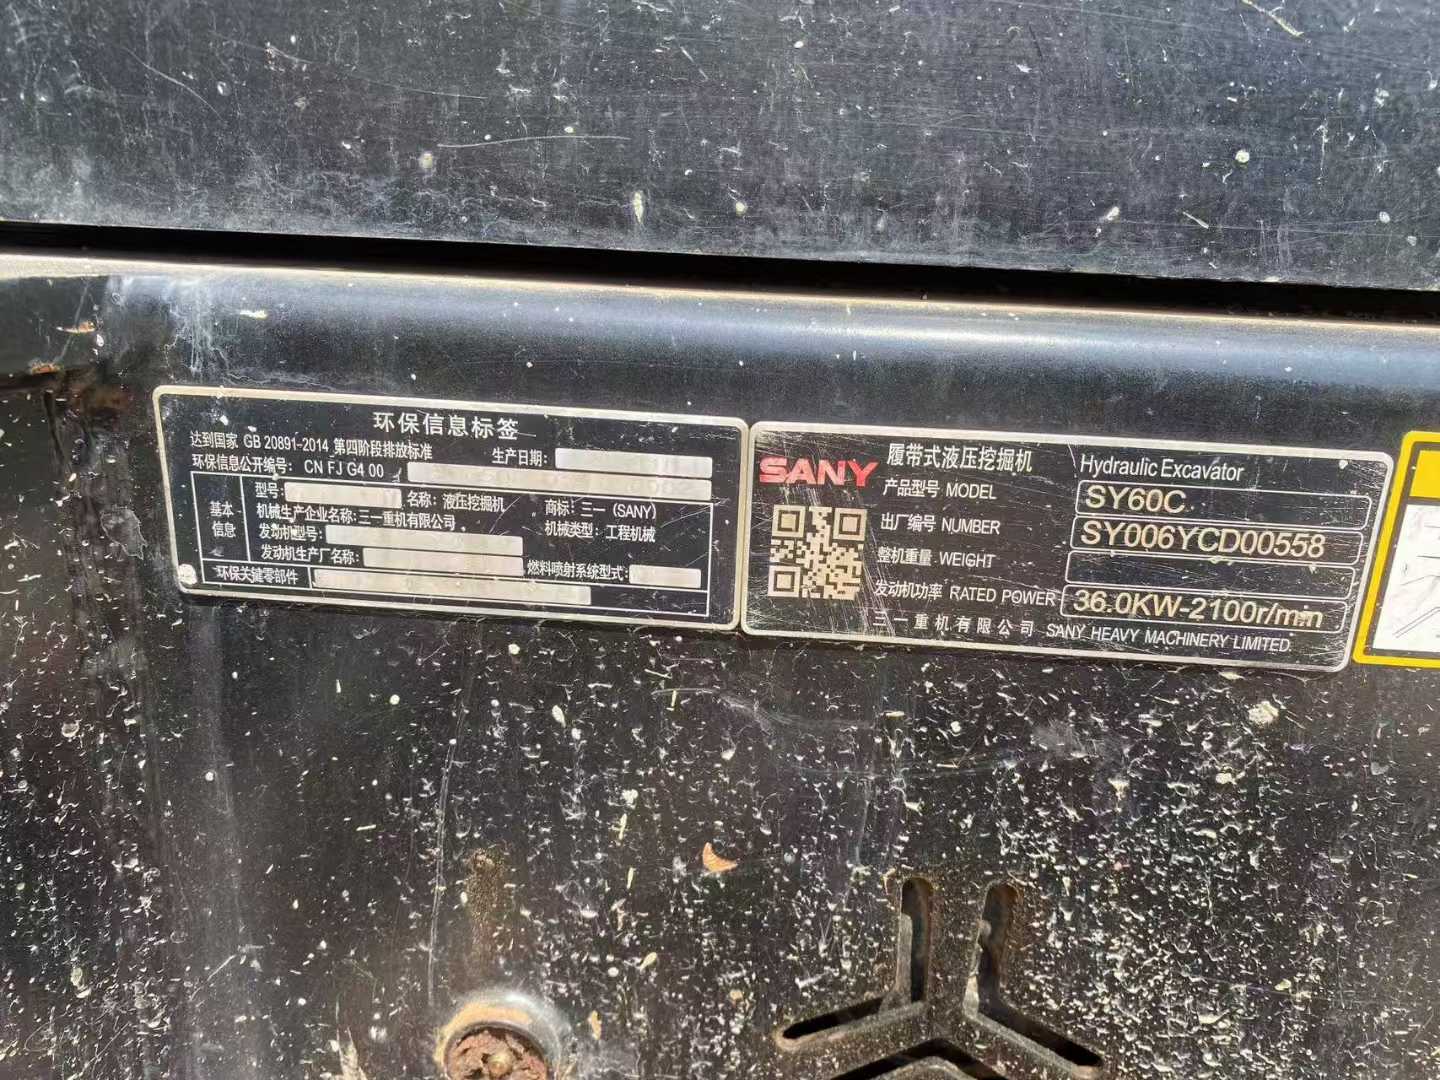 环保信息标签
达到国家 GB 20891-2014 第四阶段排放标准
生产日期:
环保信息公开编号: CN FJ G4 00
基本信息
型号:
名称: 液压挖掘机
商标: 三一 (SANY)
机械生产企业名称: 三一重机有限公司
机械类型: 工程机械
发动机型号:
发动机生产厂名称:
燃料喷射系统型式:
环保关键零部件
SANY
履带式液压挖掘机 Hydraulic Excavator
产品型号 MODEL SY60C
出厂编号 NUMBER SY006YCD00558
整机重量 WEIGHT
发动机功率 RATED POWER 36.0KW-2100r/min
三一重机有限公司 SANY HEAVY MACHINERY LIMITED.